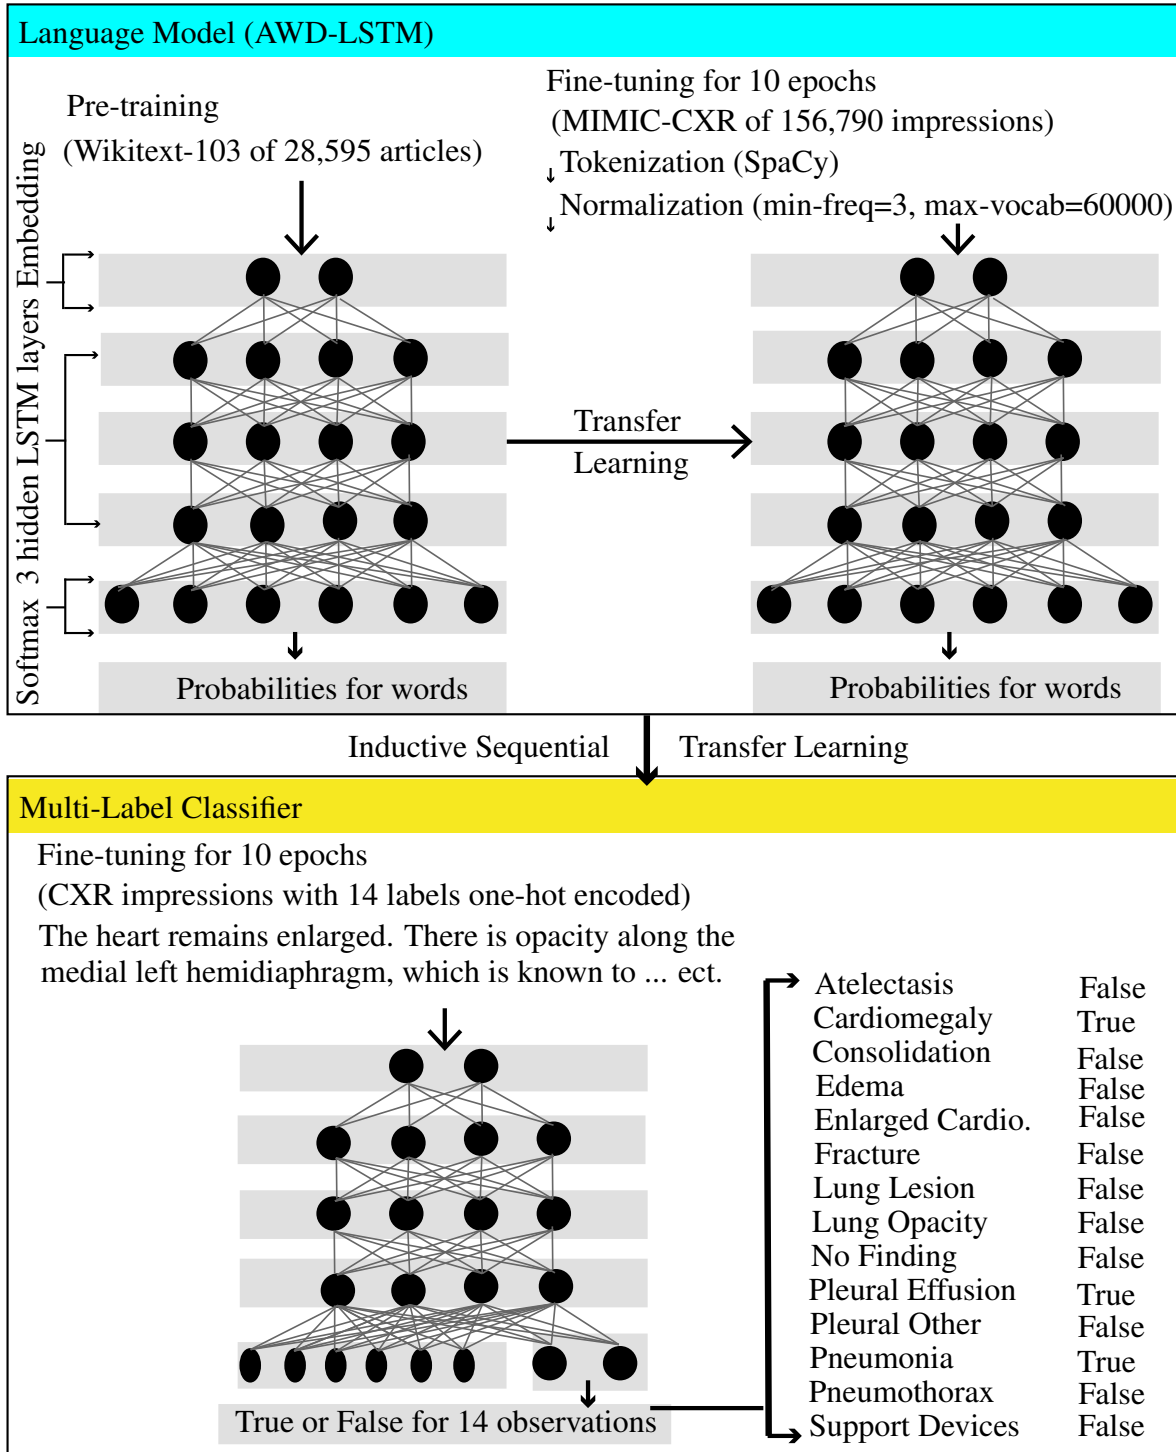 Language Model (AWD-LSTM)
Pre-training
(Wikitext-103 of 28,595 articles)
Fine-tuning for 10 epochs
(MIMIC-CXR of 156,790 impressions)
Tokenization (SpaCy)
Normalization (min-freq=3, max-vocab=60000)
Embedding
3 hidden LSTM layers
Softmax
Transfer
Learning
Probabilities for words
Probabilities for words
Inductive Sequential Transfer Learning
Multi-Label Classifier
Fine-tuning for 10 epochs
(CXR impressions with 14 labels one-hot encoded)
The heart remains enlarged. There is opacity along the
medial left hemidiaphragm, which is known to ... ect.
Atelectasis False
Cardiomegaly True
Consolidation False
Edema False
Enlarged Cardio. False
Fracture False
Lung Lesion False
Lung Opacity False
No Finding False
Pleural Effusion True
Pleural Other False
Pneumonia True
Pneumothorax False
Support Devices False
True or False for 14 observations